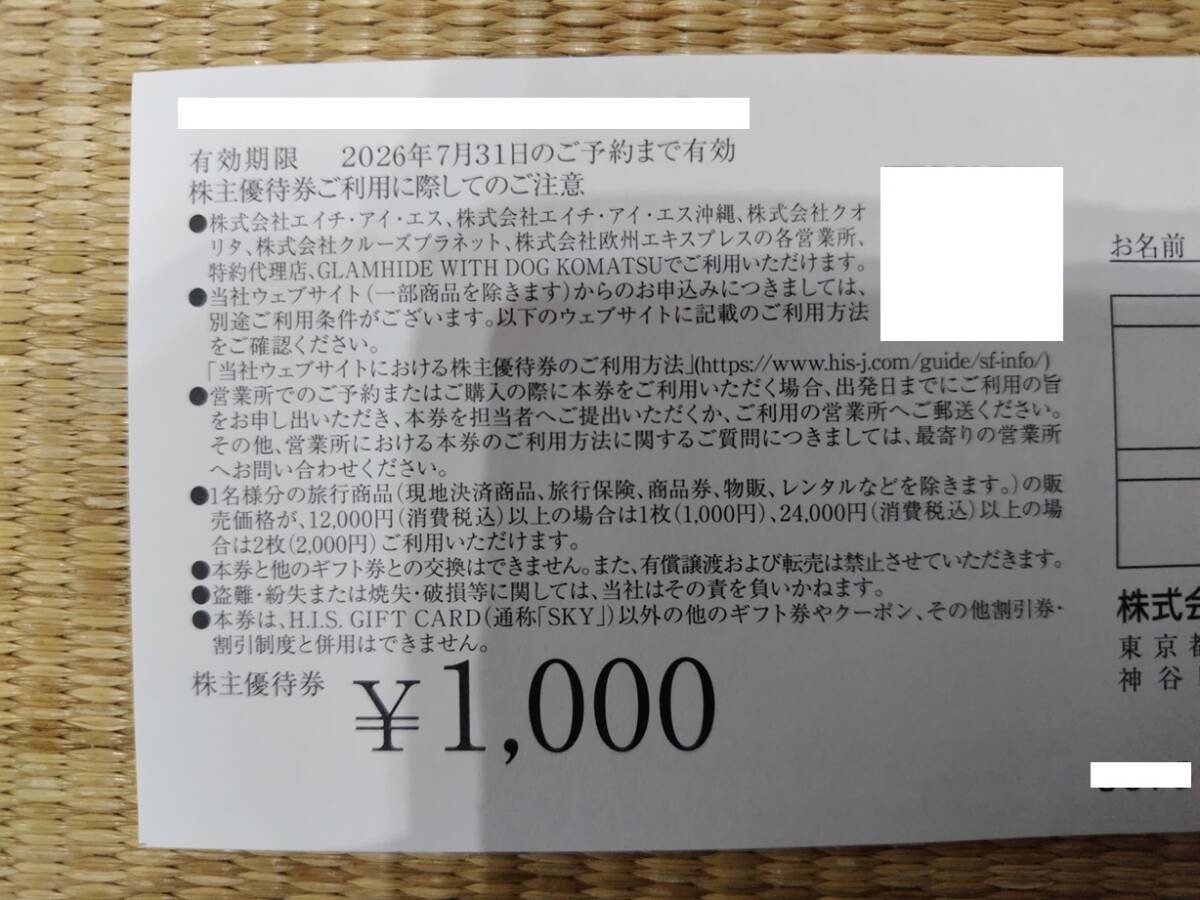 有効期限 2026年7月31日のご予約まで有効
株主優待券ご利用に際してのご注意
●株式会社エイチ・アイ・エス、株式会社エイチ・アイ・エス沖縄、株式会社クオ
リタ、株式会社クルーズプラネット、株式会社欧州エキスプレスの各営業所、
特約代理店、GLAMHIDE WITH DOG KOMATSUでご利用いただけます。
●当社ウェブサイト(一部商品を除きます)からのお申込みにつきましては、
別途ご利用条件がございます。以下のウェブサイトに記載のご利用方法
をご確認ください。
「当社ウェブサイトにおける株主優待券のご利用方法」(https://www.his-j.com/guide/sf-info/)
●営業所でのご予約またはご購入の際に本券をご利用いただく場合、出発日までにご利用の旨
をお申し出いただき、本券を担当者へご提出いただくか、ご利用の営業所へご郵送ください。
その他、営業所における本券のご利用方法に関するご質問につきましては、最寄りの営業所
へお問い合わせください。
●1名様分の旅行商品(現地決済商品、旅行保険、商品券、物販、レンタルなどを除きます。)の販
売価格が、12,000円(消費税込)以上の場合は1枚(1,000円)、24,000円(消費税込)以上の場
合は2枚(2,000円)ご利用いただけます。
●本券と他のギフト券との交換はできません。また、有償譲渡および転売は禁止させていただきます。
●盗難・紛失または焼失・破損等に関しては、当社はその責を負いかねます。
●本券は、H.I.S. GIFT CARD(通称「SKY」)以外の他のギフト券やクーポン、その他割引券・
割引制度と併用はできません。
株主優待券 ¥1,000
お名前
株式会
東京都
神谷